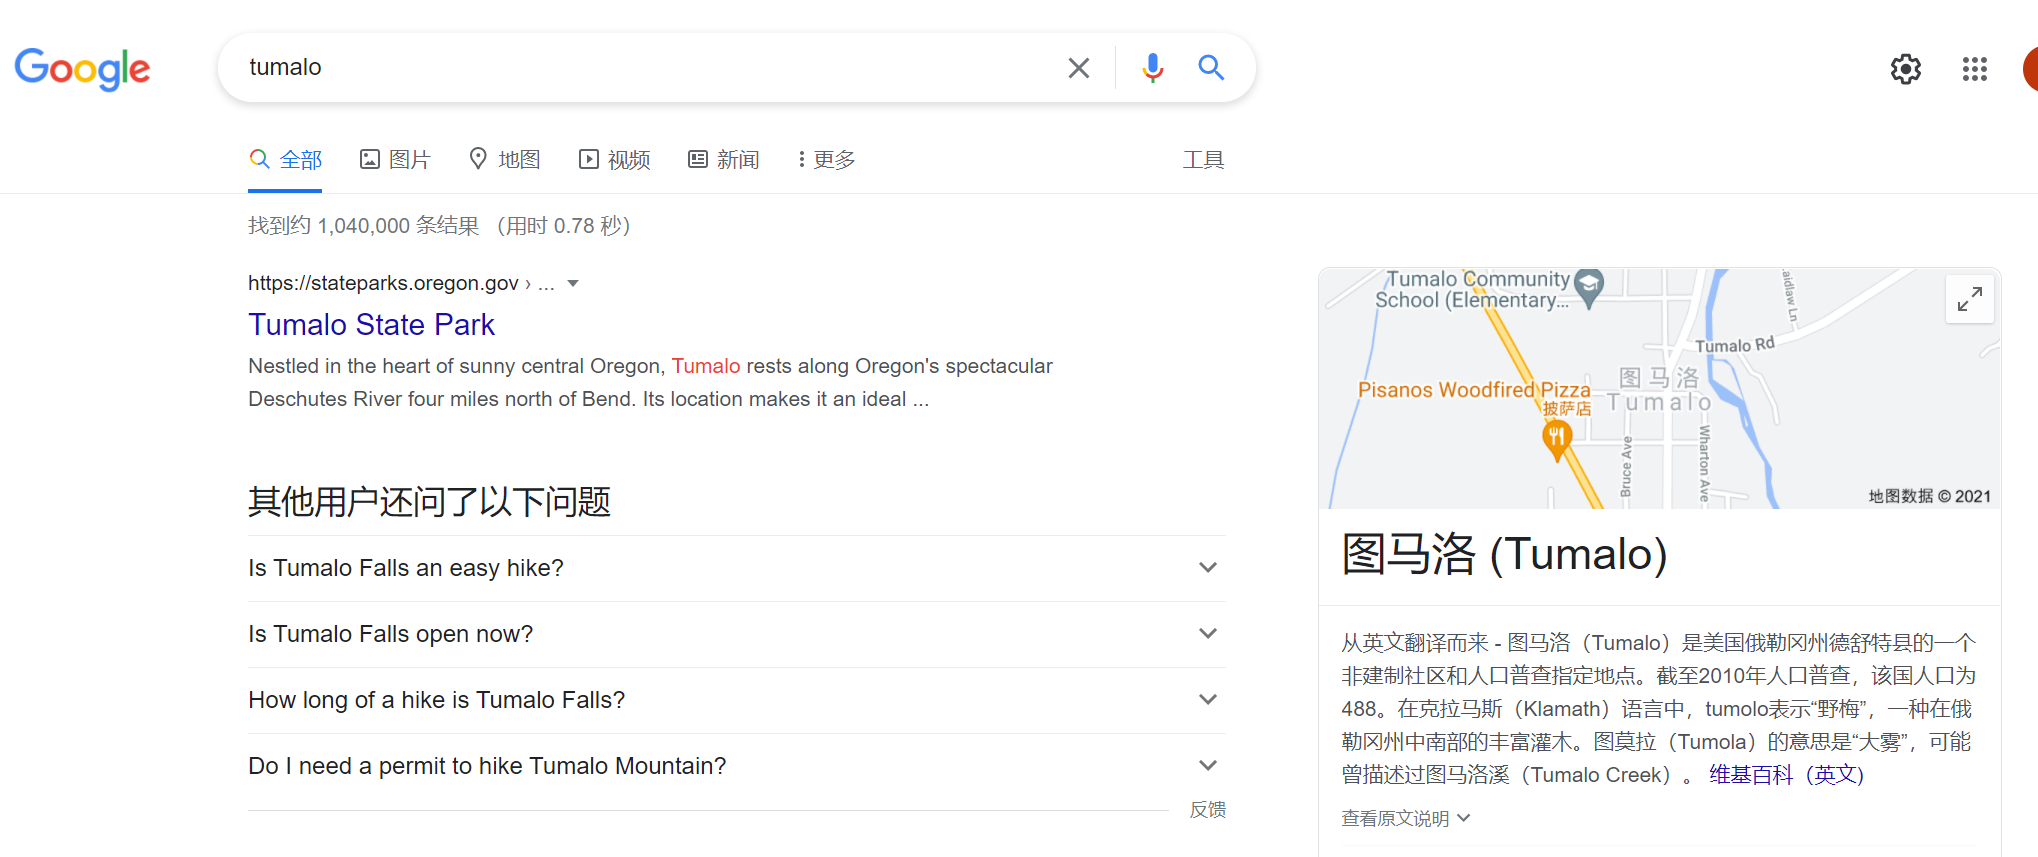 Google
tumalo
全部
图片
地图
视频
新闻
更多
工具
找到约 1,040,000 条结果 （用时 0.78 秒）
https://stateparks.oregon.gov › ...
Tumalo State Park
Nestled in the heart of sunny central Oregon, Tumalo rests along Oregon's spectacular
Deschutes River four miles north of Bend. Its location makes it an ideal ...
其他用户还问了以下问题
Is Tumalo Falls an easy hike?
Is Tumalo Falls open now?
How long of a hike is Tumalo Falls?
Do I need a permit to hike Tumalo Mountain?
反馈
Tumalo Community
School (Elementary...
aidlaw Ln
Tumalo Rd
图马洛
Tumalo
Pisanos Woodfired Pizza
披萨店
Bruce Ave
Wharton Ave
地图数据 © 2021
图马洛 (Tumalo)
从英文翻译而来 - 图马洛（Tumalo）是美国俄勒冈州德舒特县的一个
非建制社区和人口普查指定地点。截至2010年人口普查，该国人口为
488。在克拉马斯（Klamath）语言中，tumolo表示“野梅”，一种在俄
勒冈州中南部的丰富灌木。图莫拉（Tumola）的意思是“大雾”，可能
曾描述过图马洛溪（Tumalo Creek）。 维基百科（英文)
查看原文说明